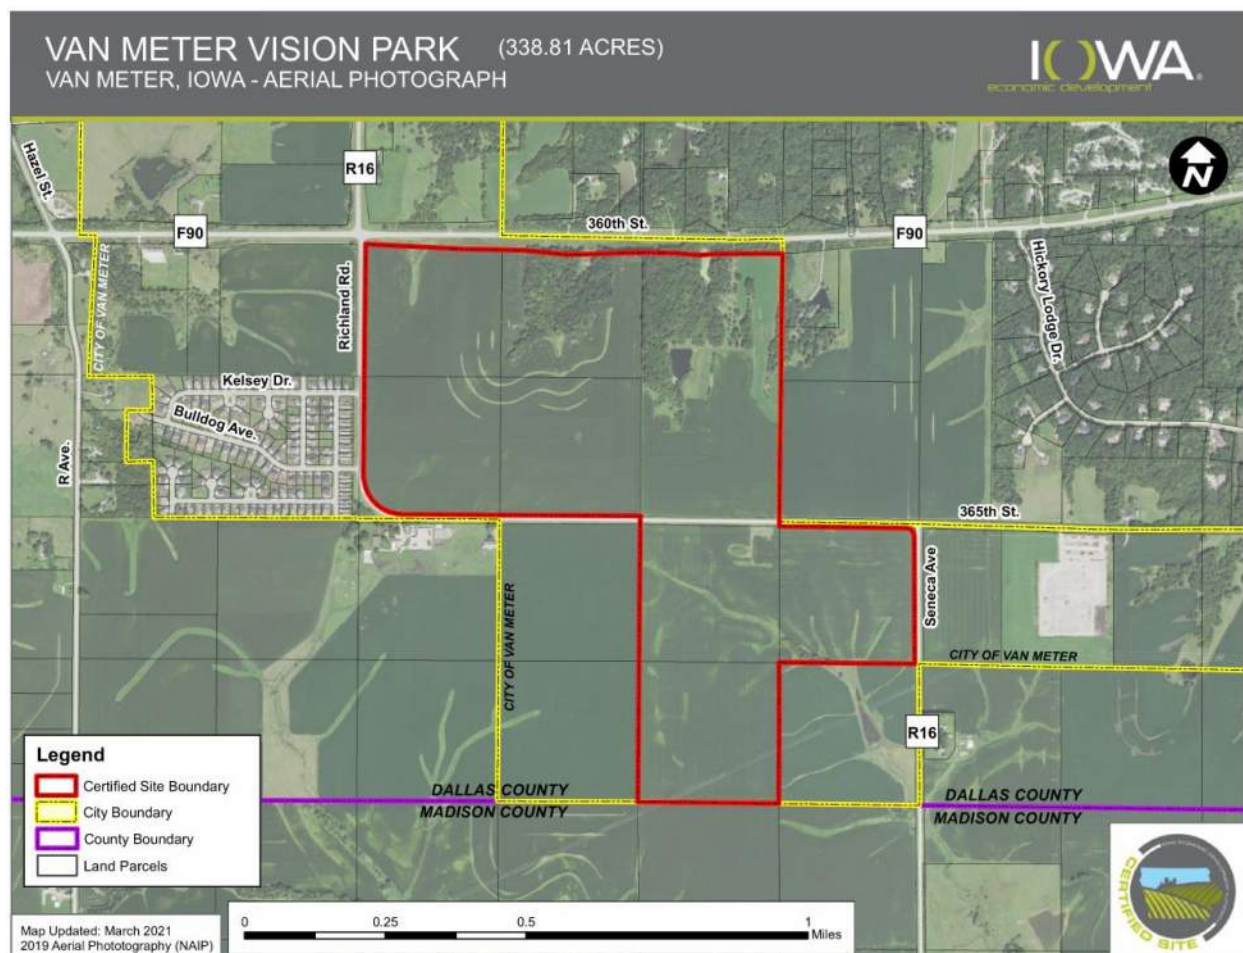 VAN METER VISION PARK (338.81 ACRES)
VAN METER, IOWA - AERIAL PHOTOGRAPH
IOWA
economic development
N
Hazel St.
R16
360th St.
F90
F90
CITY OF VAN METER
Richland Rd.
Hickory Lodge Dr.
Kelsey Dr.
Bulldog Ave.
R Ave.
365th St.
Seneca Ave
CITY OF VAN METER
CITY OF VAN METER
R16
Legend
Certified Site Boundary
City Boundary
County Boundary
Land Parcels
DALLAS COUNTY
MADISON COUNTY
DALLAS COUNTY
MADISON COUNTY
Map Updated: March 2021
2019 Aerial Phototography (NAIP)
0 0.25 0.5 1
Miles
CERTIFIED SITE